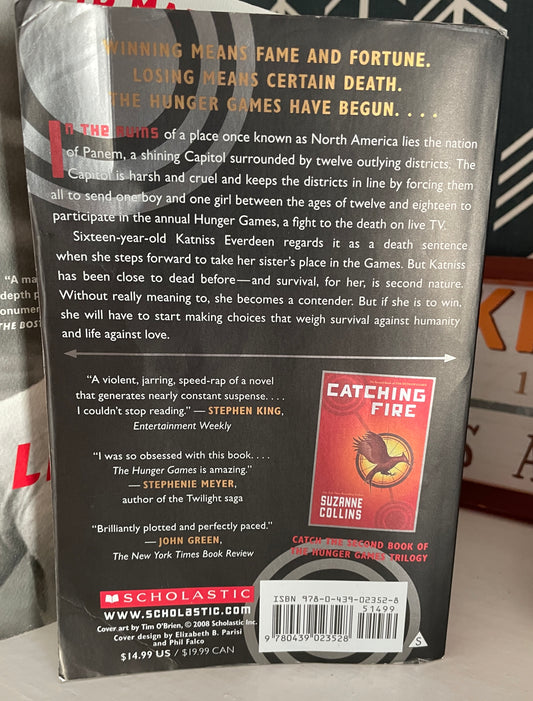 WINNING MEANS FAME AND FORTUNE.
LOSING MEANS CERTAIN DEATH.
THE HUNGER GAMES HAVE BEGUN. . . .
IN THE RUINS of a place once known as North America lies the nation
of Panem, a shining Capitol surrounded by twelve outlying districts. The
Capitol is harsh and cruel and keeps the districts in line by forcing them
all to send one boy and one girl between the ages of twelve and eighteen to
participate in the annual Hunger Games, a fight to the death on live TV.
Sixteen-year-old Katniss Everdeen regards it as a death sentence
when she steps forward to take her sister's place in the Games. But Katniss
has been close to dead before—and survival, for her, is second nature.
Without really meaning to, she becomes a contender. But if she is to win,
she will have to start making choices that weigh survival against humanity
and life against love.
"A violent, jarring, speed-rap of a novel
that generates nearly constant suspense. . . .
I couldn't stop reading." — STEPHEN KING,
Entertainment Weekly
"I was so obsessed with this book. . . .
The Hunger Games is amazing."
— STEPHENIE MEYER,
author of the Twilight saga
"Brilliantly plotted and perfectly paced."
— JOHN GREEN,
The New York Times Book Review
CATCHING
FIRE
SUZANNE
COLLINS
CATCH THE SECOND BOOK OF
THE HUNGER GAMES TRILOGY
SCHOLASTIC
WWW.SCHOLASTIC.COM
Cover art by Tim O'Brien, © 2008 Scholastic Inc.
Cover design by Elizabeth B. Parisi
and Phil Falco
$14.99 US / $19.99 CAN
ISBN 978-0-439-02352-8
51499
9780439023528
S
"A ma
depth p
onumen
THE BOS